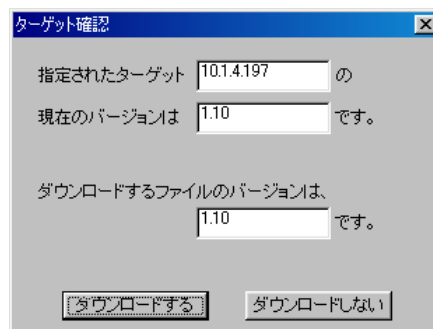 ターゲット確認
指定されたターゲット 10.1.4.197 の
現在のバージョンは 1.10 です。
ダウンロードするファイルのバージョンは、
1.10 です。
ダウンロードする ダウンロードしない